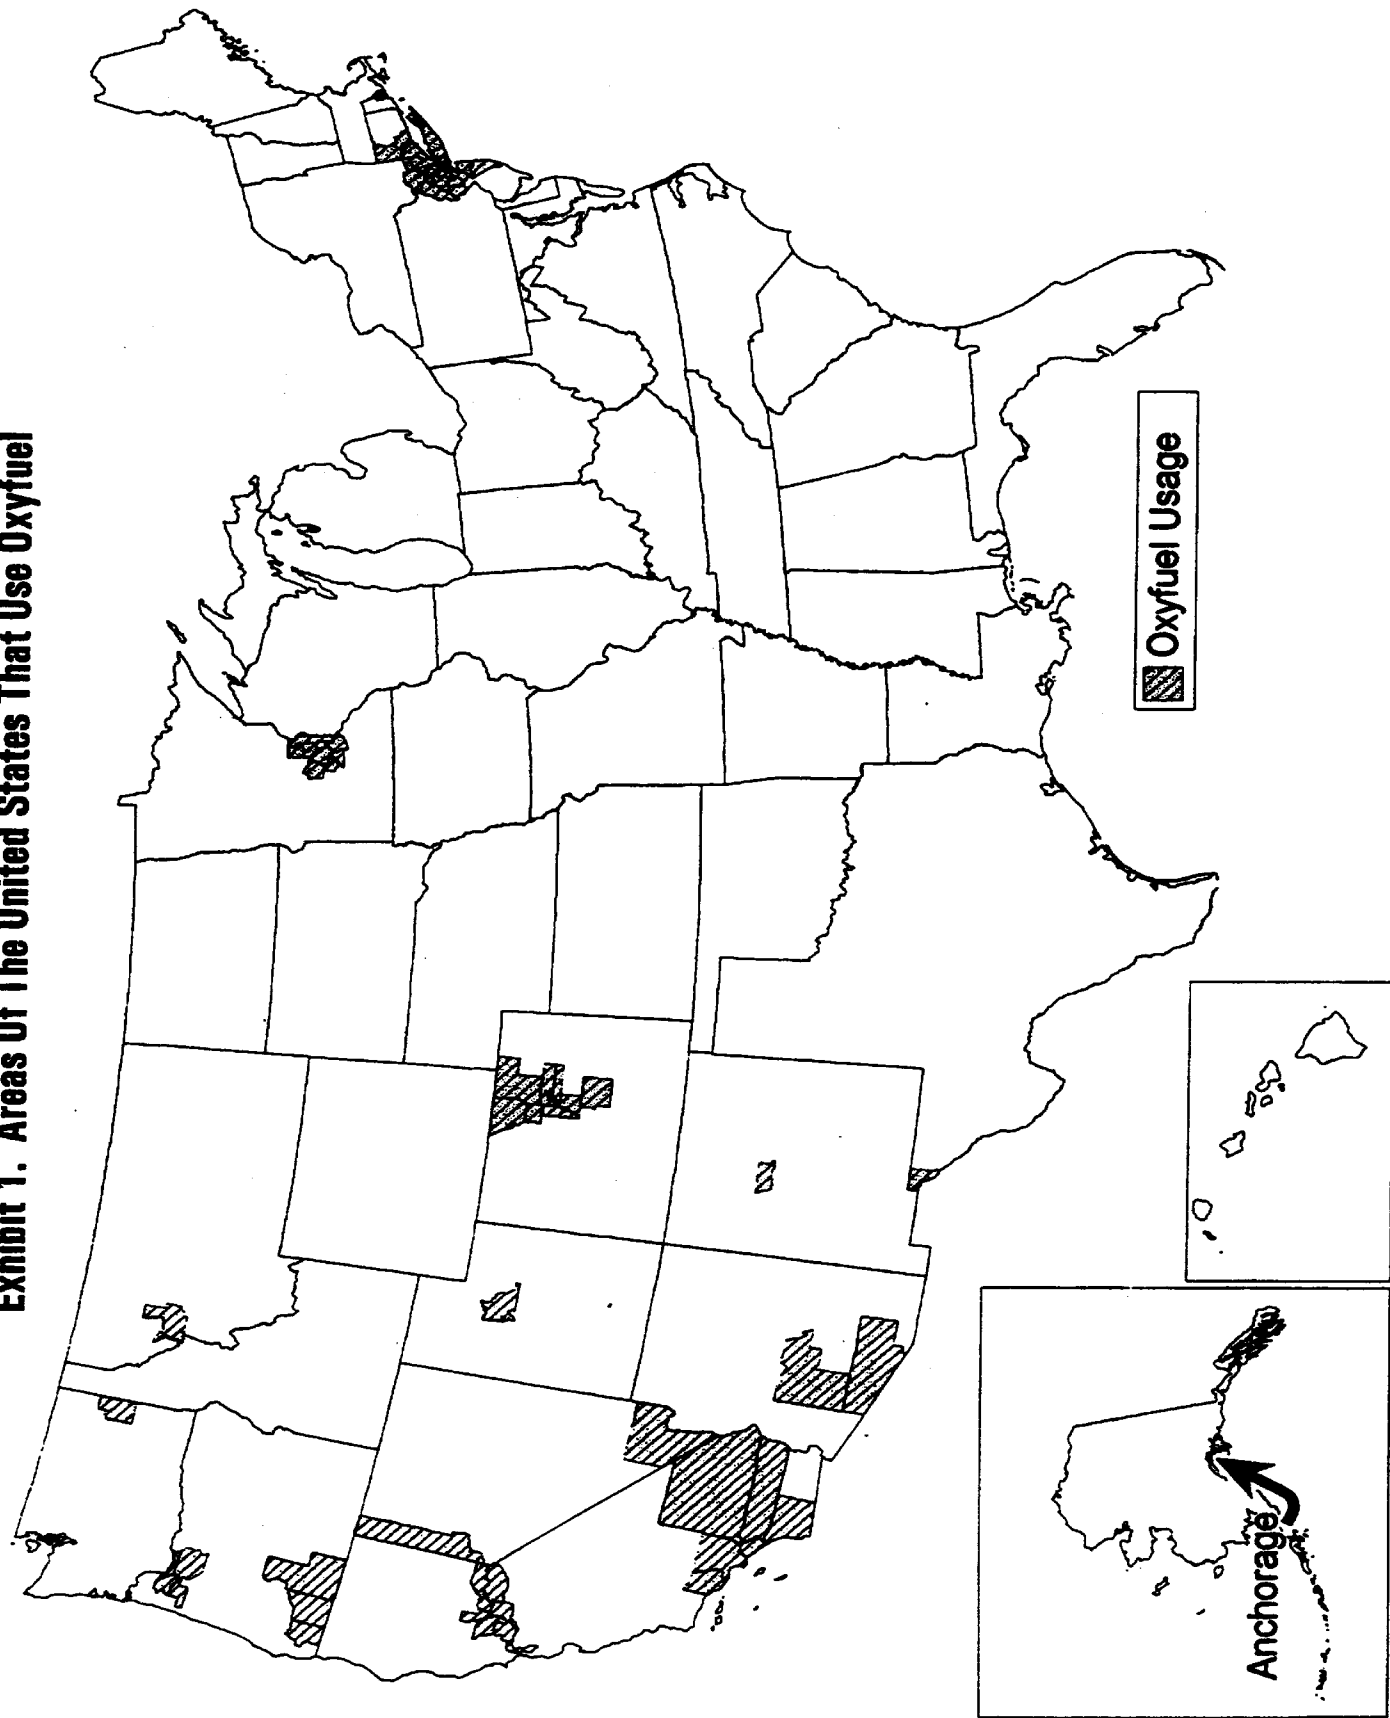 Exhibit 1. Areas Of The United States That Use Oxyfuel
Oxyfuel Usage
Anchorage